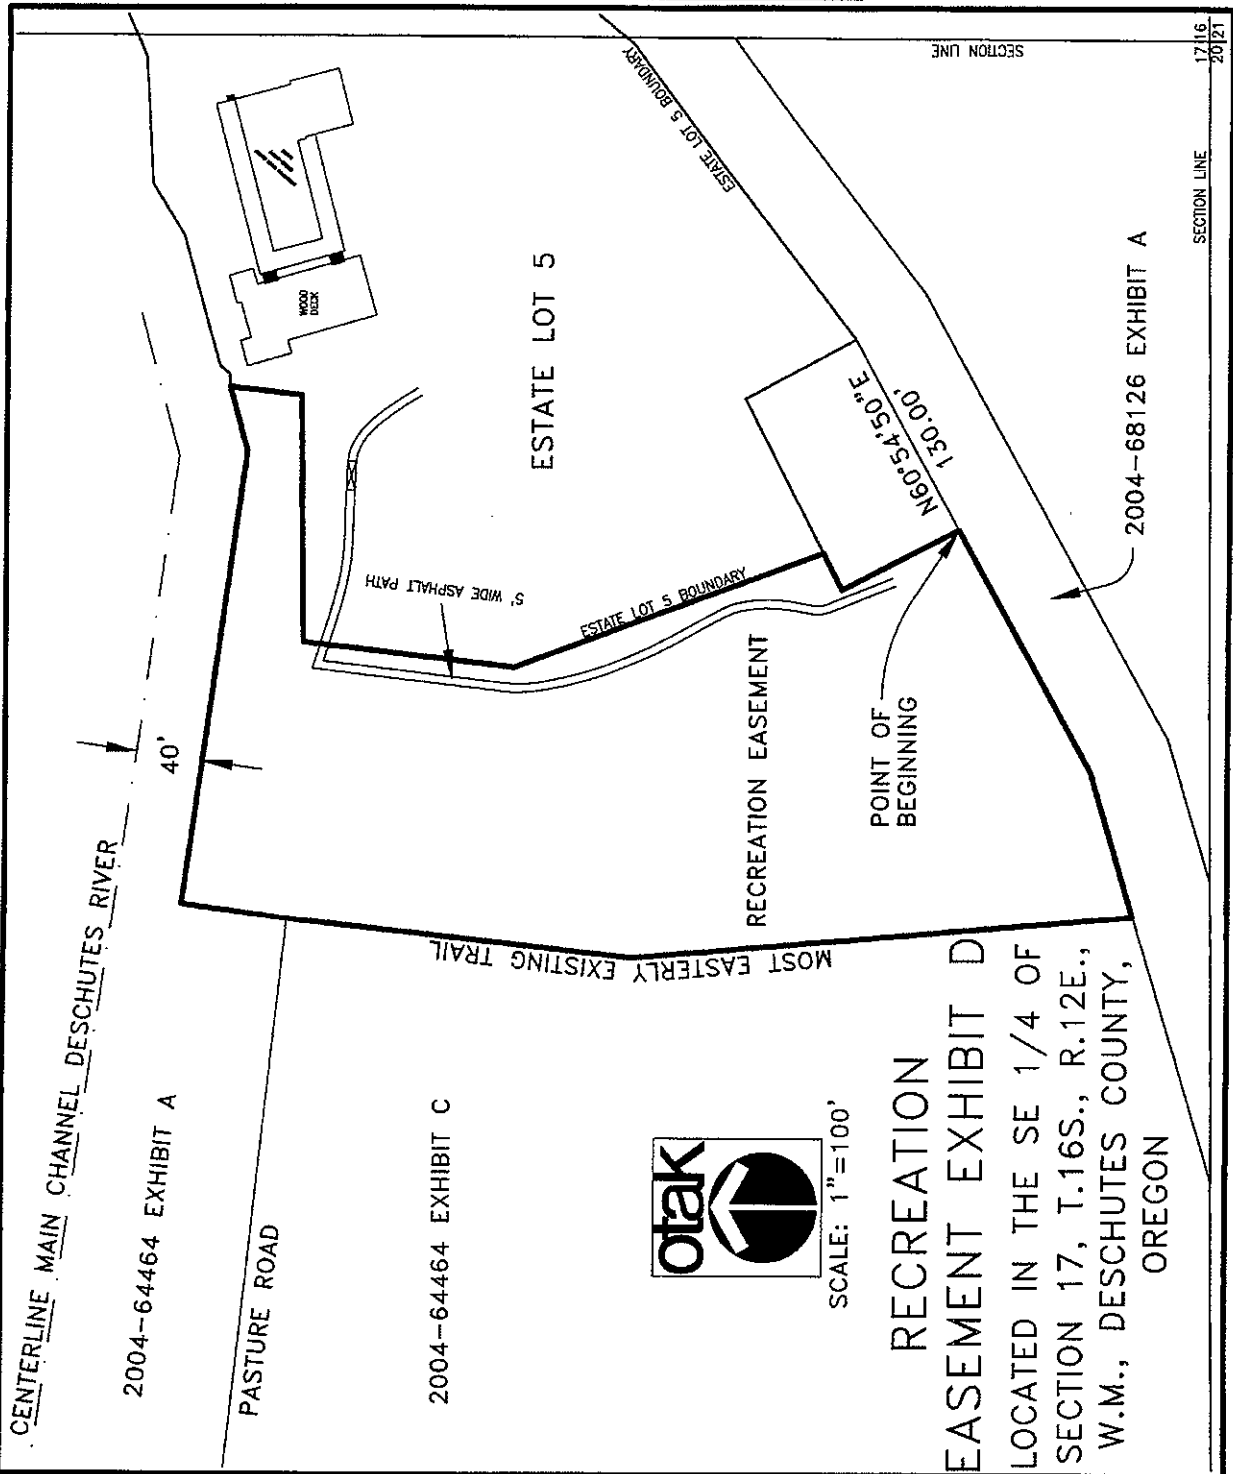 CENTERLINE MAIN CHANNEL DESCHUTES RIVER
2004-64464 EXHIBIT A
PASTURE ROAD
2004-64464 EXHIBIT C
40'
WOOD
DECK
ESTATE LOT 5
5' WIDE ASPHALT PATH
ESTATE LOT 5 BOUNDARY
ESTATE LOT 5 BOUNDARY
MOST EASTERLY EXISTING TRAIL
RECREATION EASEMENT
POINT OF
BEGINNING
N60°54'50"E
130.00'
2004-68126 EXHIBIT A
SECTION LINE
SECTION LINE
17 16
20 21
otak
SCALE: 1"=100'
RECREATION
EASEMENT EXHIBIT D
LOCATED IN THE SE 1/4 OF
SECTION 17, T.16S., R.12E.,
W.M., DESCHUTES COUNTY,
OREGON